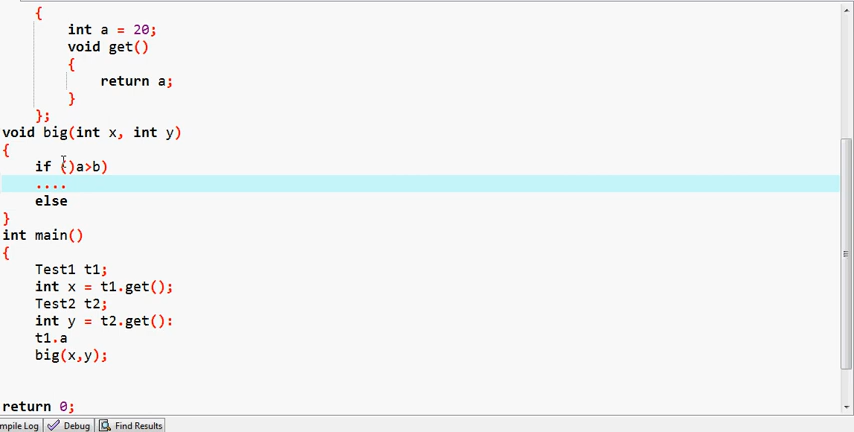 {
int a = 20;
void get()
{
return a;
}
};
void big(int x, int y)
{
if ()a>b)
....
else
}
int main()
{
Test1 t1;
int x = t1.get();
Test2 t2;
int y = t2.get():
t1.a
big(x,y);
return 0;
mpile Log Debug Find Results